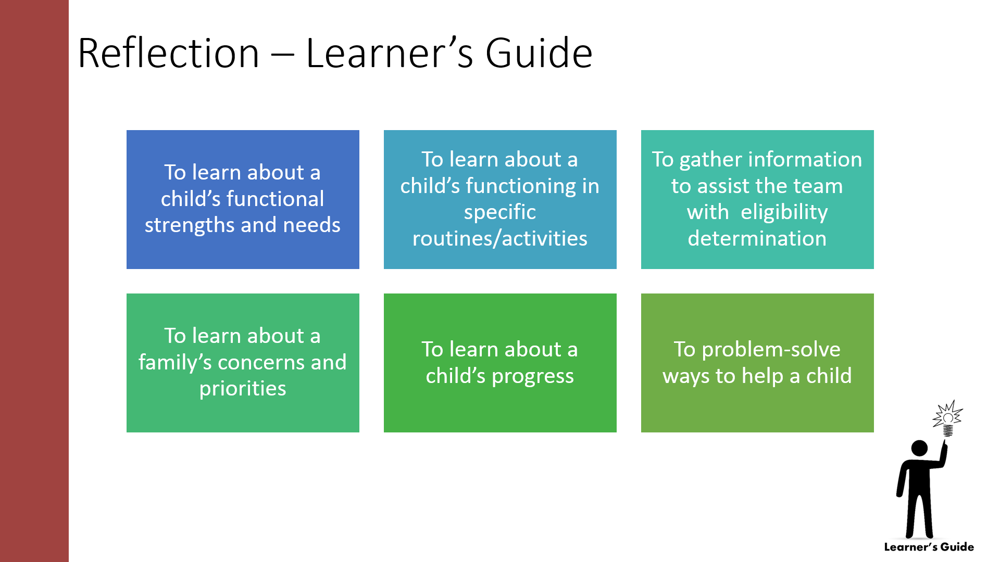 Reflection – Learner’s Guide
To learn about a
child’s functional
strengths and needs
To learn about a
child’s functioning in
specific
routines/activities
To gather information
to assist the team
with  eligibility
determination
To learn about a
family’s concerns and
priorities
To learn about a
child’s progress
To problem-solve
ways to help a child
Learner’s Guide